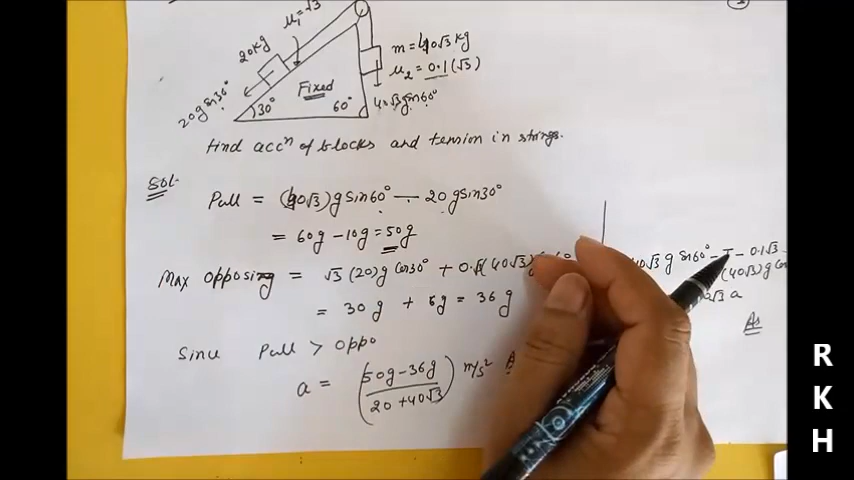 μ₁=√3
20kg
m = 40√3 kg
μ₂ = 0.1(√3)
Fixed
20g sin30°
30°
60°
40√3g sin60°
Find accⁿ of blocks and tension in strings.
Sol.
Pull = (40√3)g sin60° — 20 g sin30°
= 60g - 10g = 50g
Max opposing = √3 (20)g cos30° + 0.1(40√3)
= 30g + 6g = 36g
Since Pull > oppo
a = (50g-36g / 20+40√3) m/s²
40√3 g sin60° - T - 0.1√3
(40√3)g
√3 a
As
R
K
H